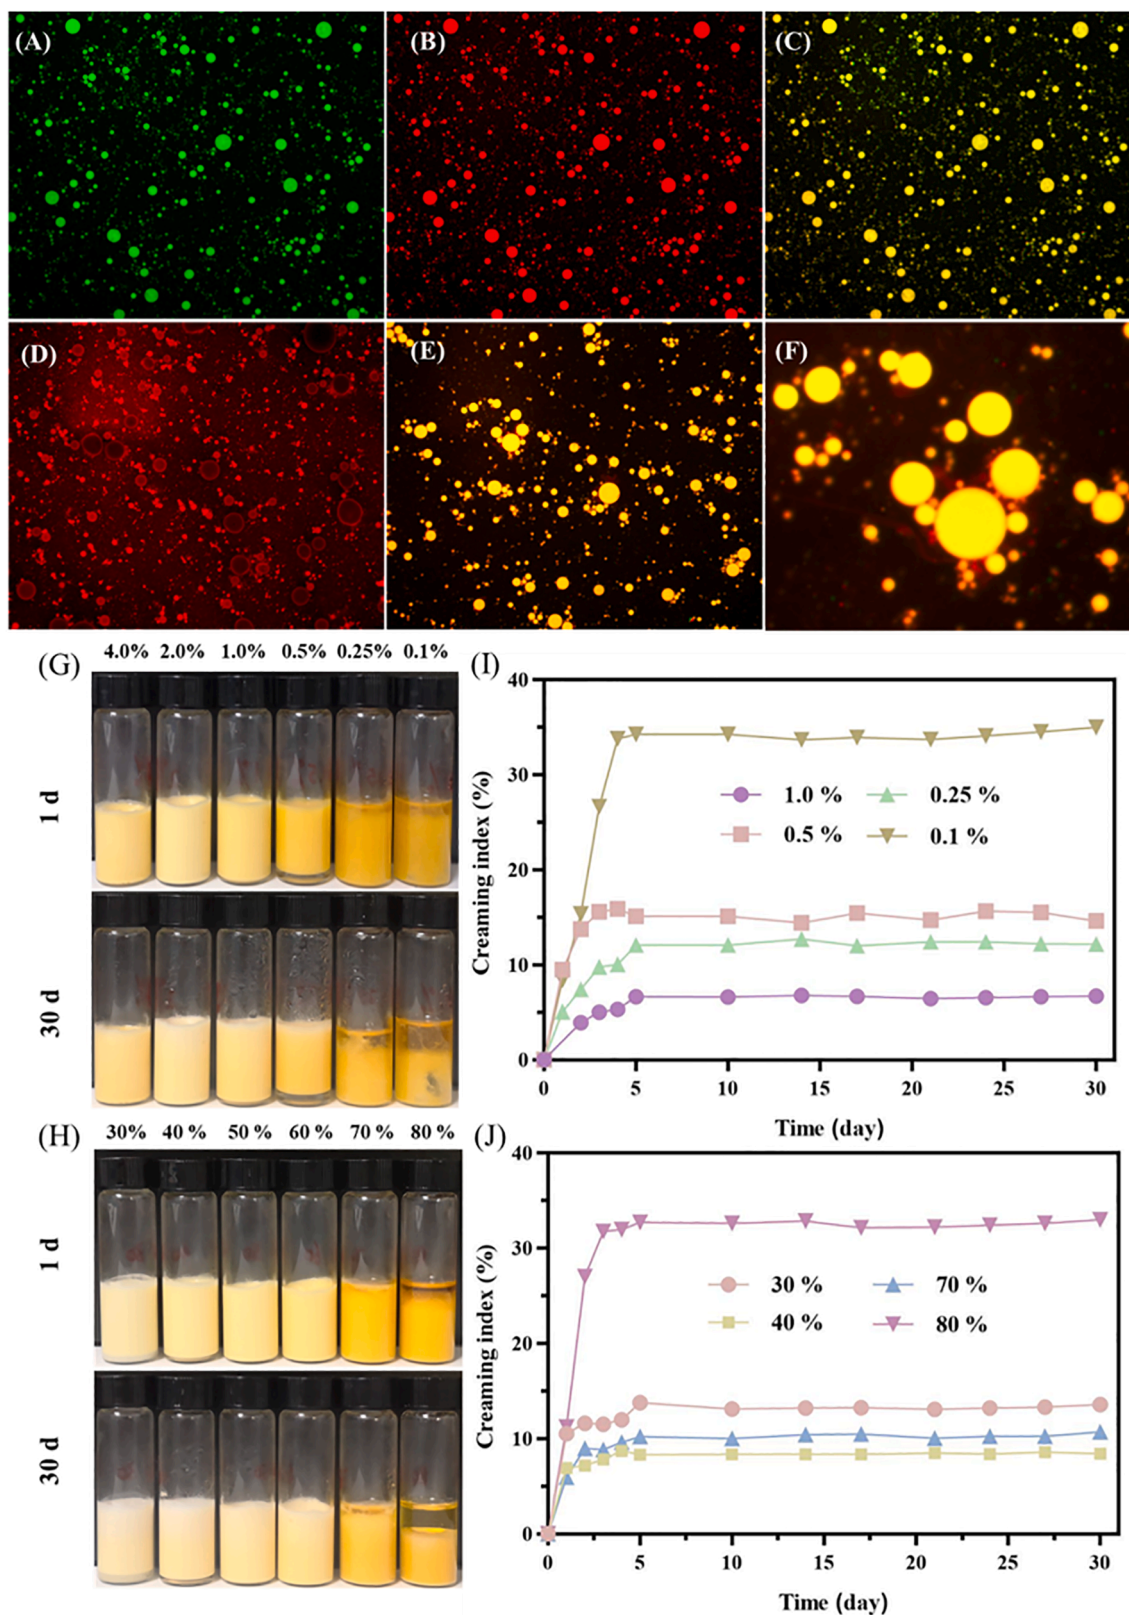 (A)
(B)
(C)
(D)
(E)
(F)
(G)
4.0% 2.0% 1.0% 0.5% 0.25% 0.1%
1 d
30 d
(H)
30% 40 % 50 % 60 % 70 % 80 %
1 d
30 d
(I)
Creaming index (%)
40
30
20
10
0
1.0 %
0.25 %
0.5 %
0.1 %
0 5 10 15 20 25 30
Time (day)
(J)
Creaming index (%)
40
30
20
10
0
30 %
70 %
40 %
80 %
0 5 10 15 20 25 30
Time (day)